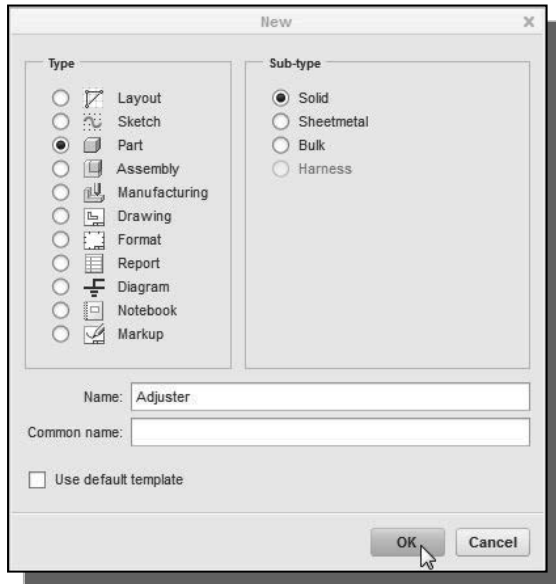 New
Type
Layout
Sketch
Part
Assembly
Manufacturing
Drawing
Format
Report
Diagram
Notebook
Markup
Sub-type
Solid
Sheetmetal
Bulk
Harness
Name: Adjuster
Common name:
Use default template
OK Cancel